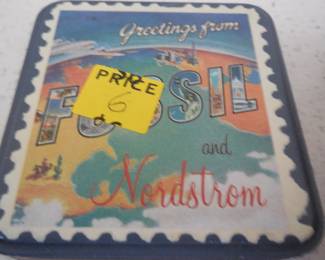 Greetings from
PRICE
6
FOSSIL
and
Nordstrom